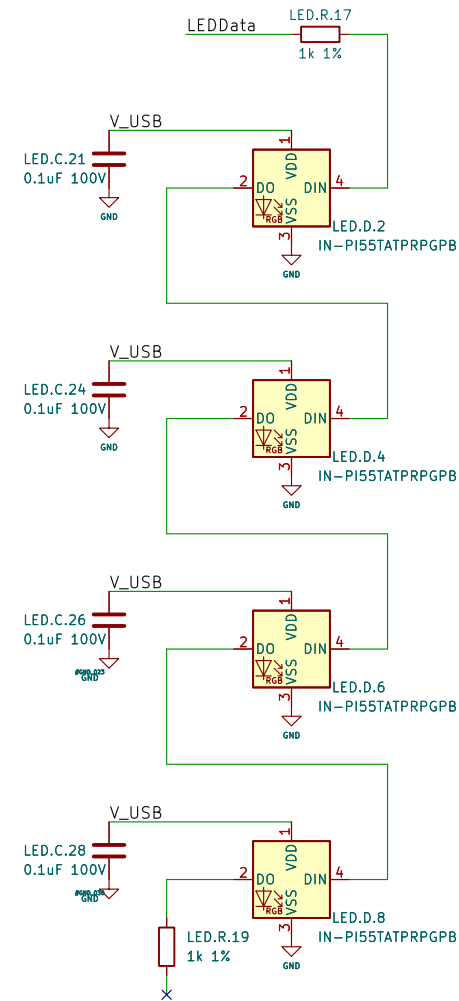 LED.R.17
LEDData
1k 1%
V_USB
1
LED.C.21
0.1uF 100V
VDD
2 DO DIN 4
RGB
VSS
GND
3
LED.D.2
IN-PI55TATPRPGPB
GND
V_USB
1
LED.C.24
0.1uF 100V
VDD
2 DO DIN 4
RGB
VSS
GND
3
LED.D.4
IN-PI55TATPRPGPB
GND
V_USB
1
LED.C.26
0.1uF 100V
VDD
2 DO DIN 4
RGB
VSS
#GND_023
GND
3
LED.D.6
IN-PI55TATPRPGPB
GND
V_USB
1
LED.C.28
0.1uF 100V
VDD
2 DO DIN 4
RGB
VSS
GND
3
LED.D.8
IN-PI55TATPRPGPB
LED.R.19
1k 1%
GND